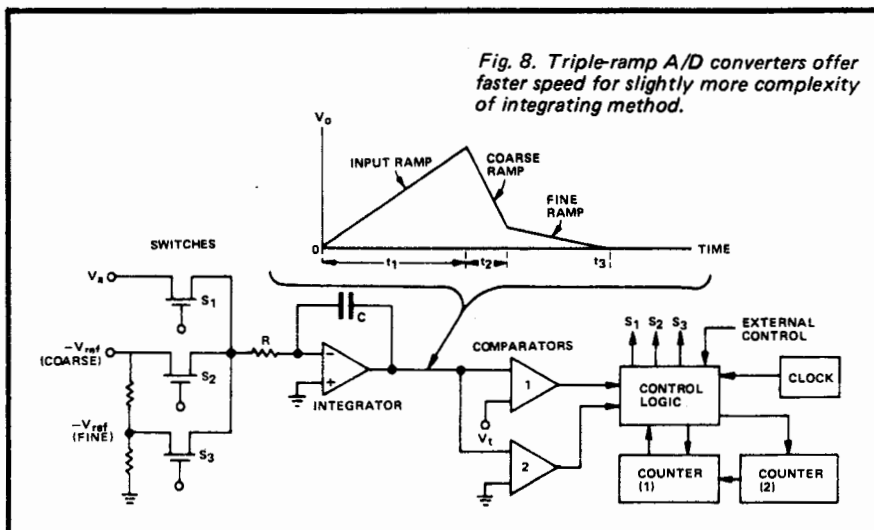 Fig. 8. Triple-ramp A/D converters offer
faster speed for slightly more complexity
of integrating method.
Vo
INPUT RAMP
COARSE
RAMP
FINE
RAMP
0
TIME
t1
t2
t3
SWITCHES
Va
S1
-Vref
(COARSE)
S2
-Vref
(FINE)
S3
R
C
-
+
INTEGRATOR
COMPARATORS
1
Vt
2
S1 S2 S3
EXTERNAL
CONTROL
CONTROL
LOGIC
CLOCK
COUNTER
(1)
COUNTER
(2)